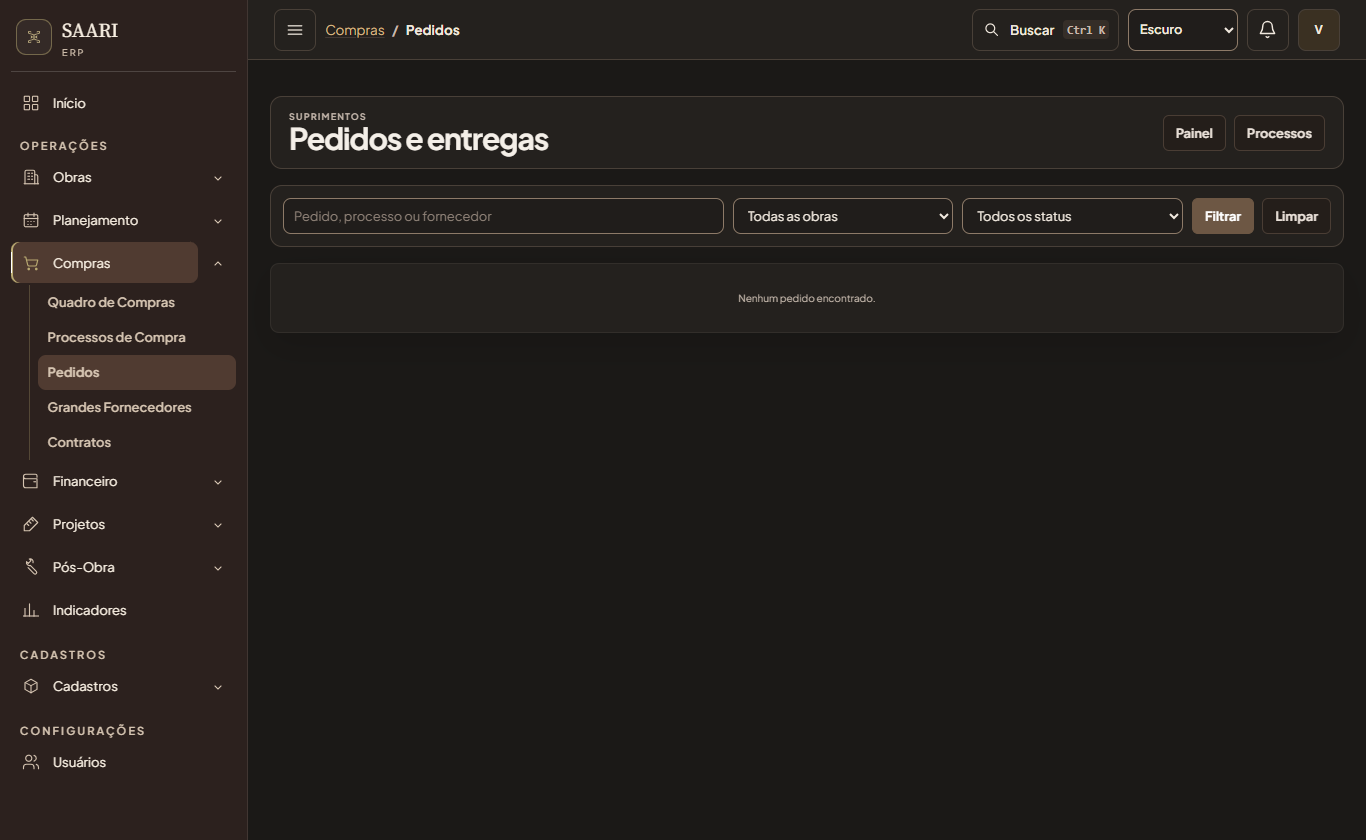 SAARI
ERP
Início
OPERAÇÕES
Obras
Planejamento
Compras
Quadro de Compras
Processos de Compra
Pedidos
Grandes Fornecedores
Contratos
Financeiro
Projetos
Pós-Obra
Indicadores
CADASTROS
Cadastros
CONFIGURAÇÕES
Usuários
Compras / Pedidos
Buscar Ctrl K
Escuro
V
SUPRIMENTOS
Pedidos e entregas
Painel
Processos
Pedido, processo ou fornecedor
Todas as obras
Todos os status
Filtrar
Limpar
Nenhum pedido encontrado.